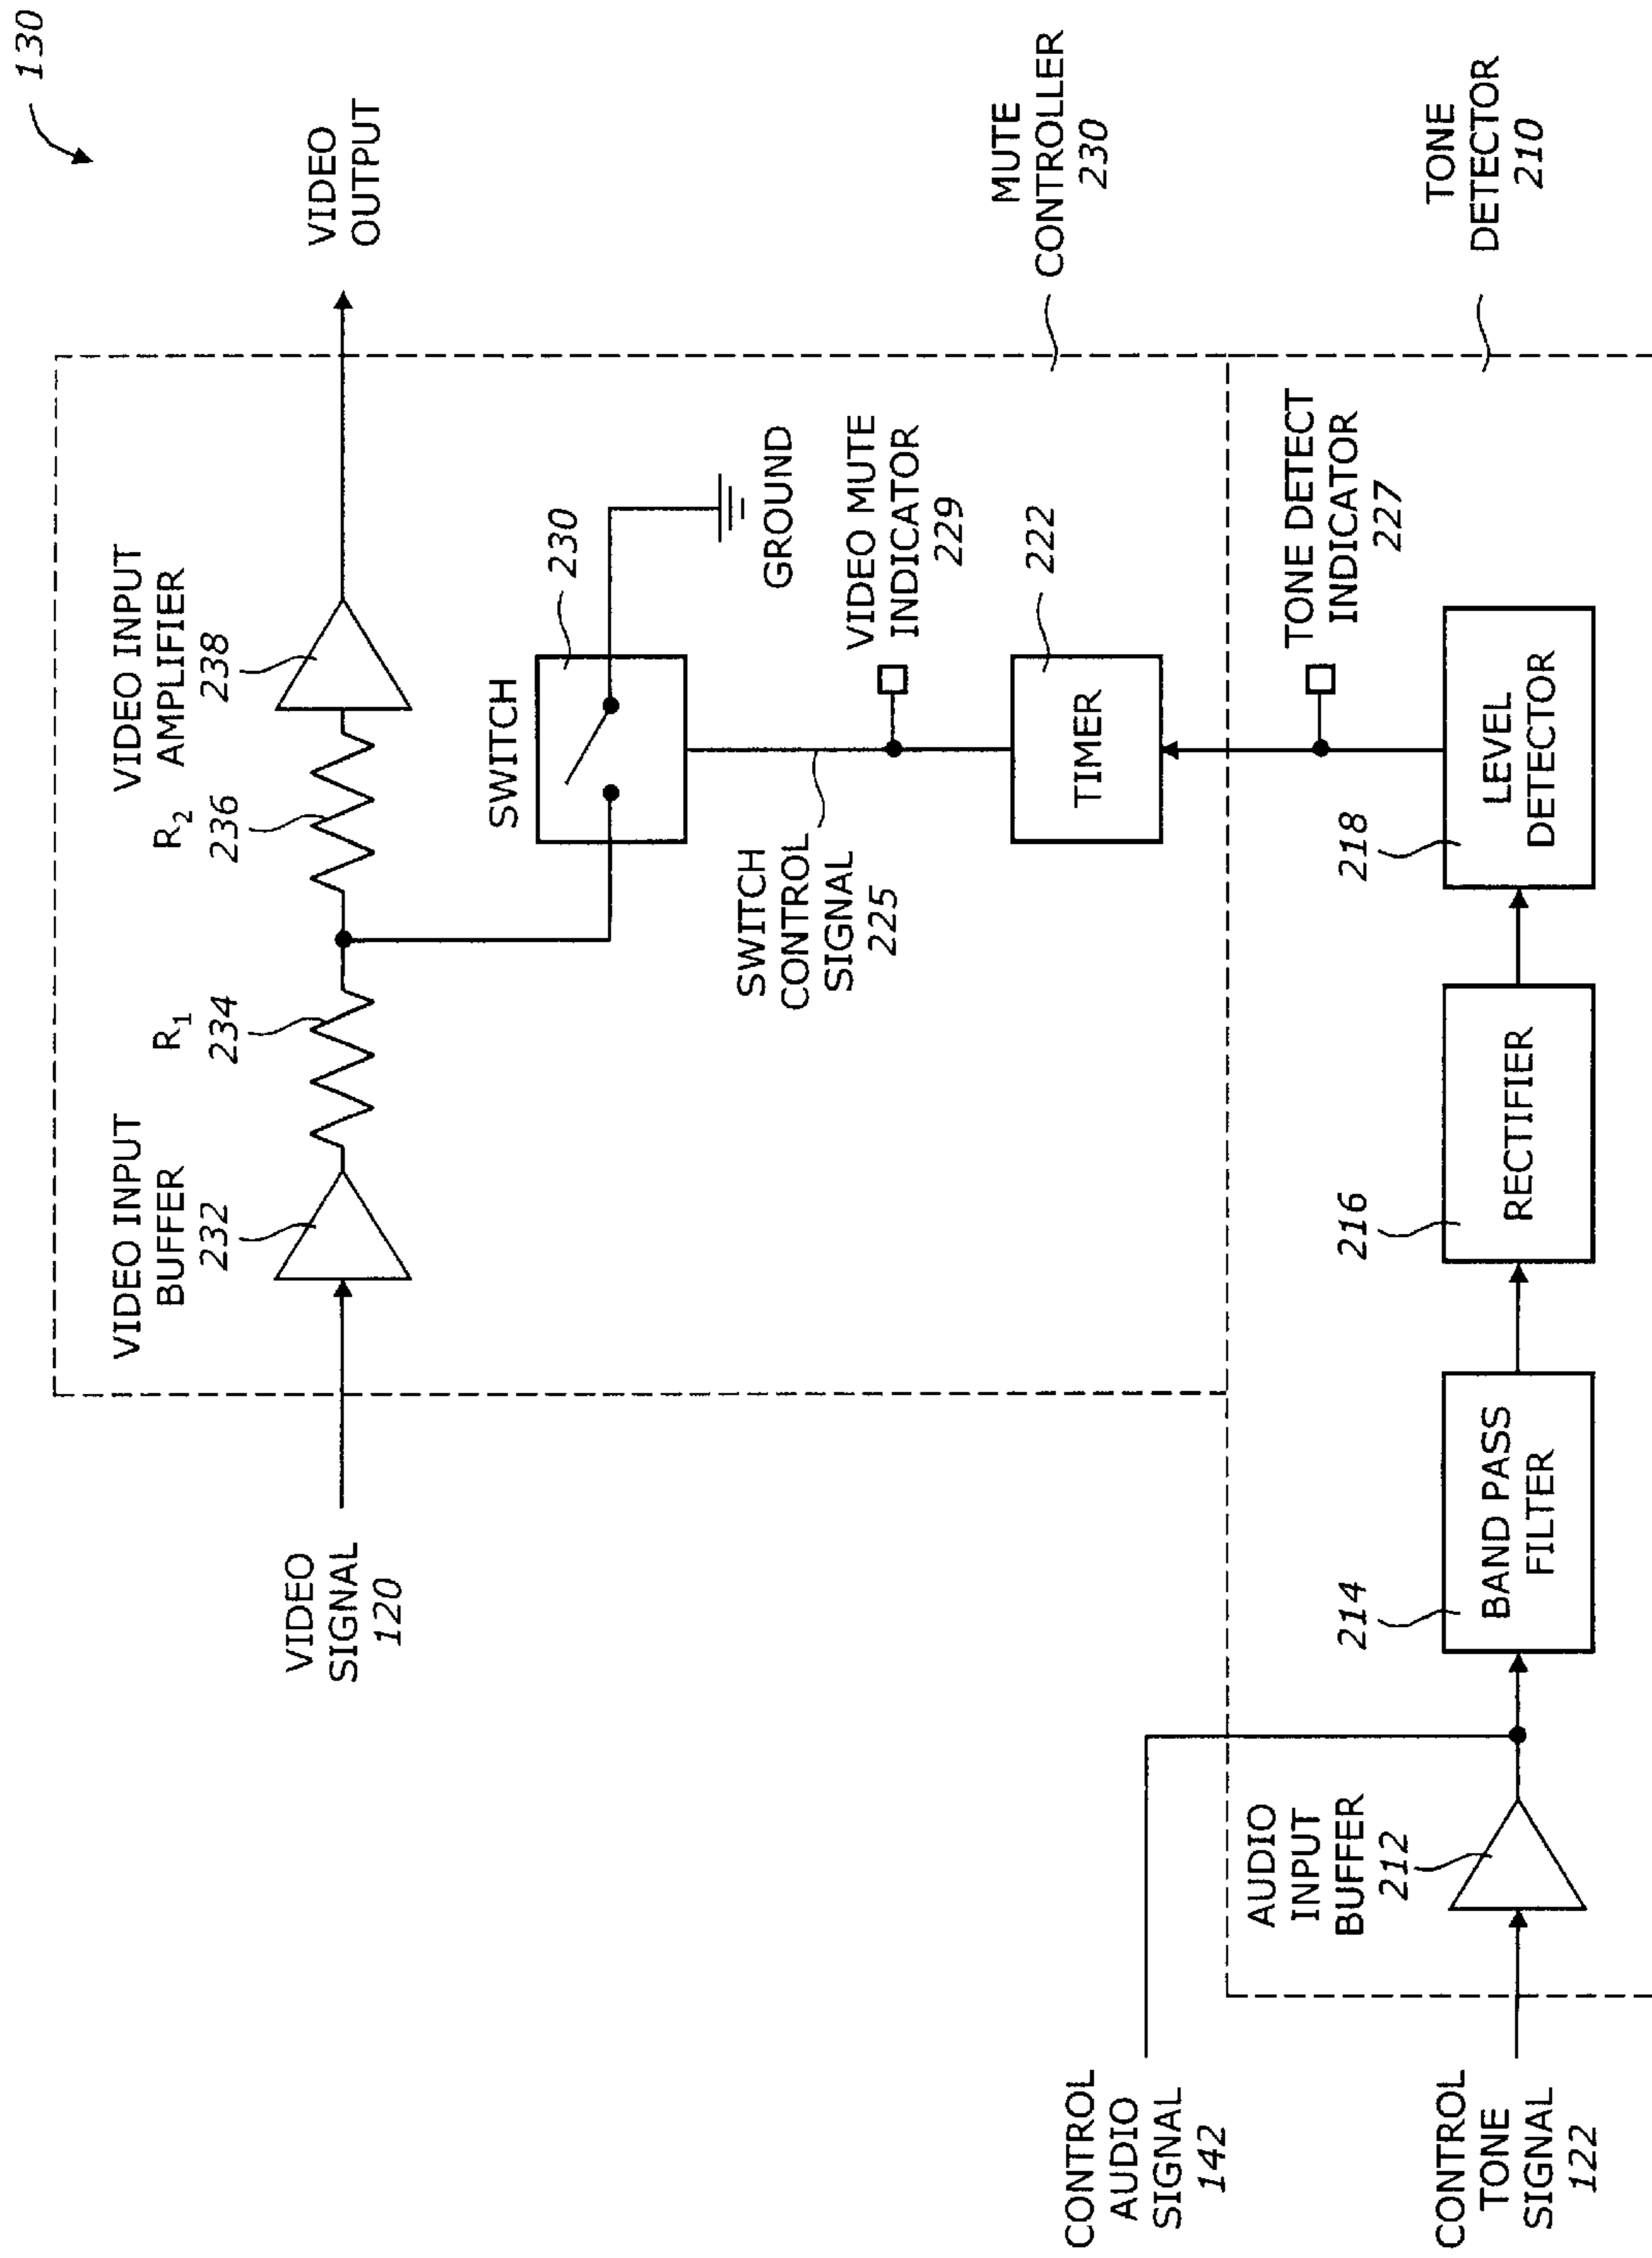 130
VIDEO
OUTPUT
VIDEO INPUT
AMPLIFIER
238
R2
236
R1
234
VIDEO INPUT
BUFFER
232
VIDEO
SIGNAL
120
SWITCH
230
GROUND
SWITCH
CONTROL
SIGNAL
225
VIDEO MUTE
INDICATOR
229
TIMER
222
MUTE
CONTROLLER
230
TONE DETECT
INDICATOR
227
TONE
DETECTOR
210
LEVEL
DETECTOR
218
RECTIFIER
216
BAND PASS
FILTER
214
AUDIO
INPUT
BUFFER
212
CONTROL
AUDIO
SIGNAL
142
CONTROL
TONE
SIGNAL
122